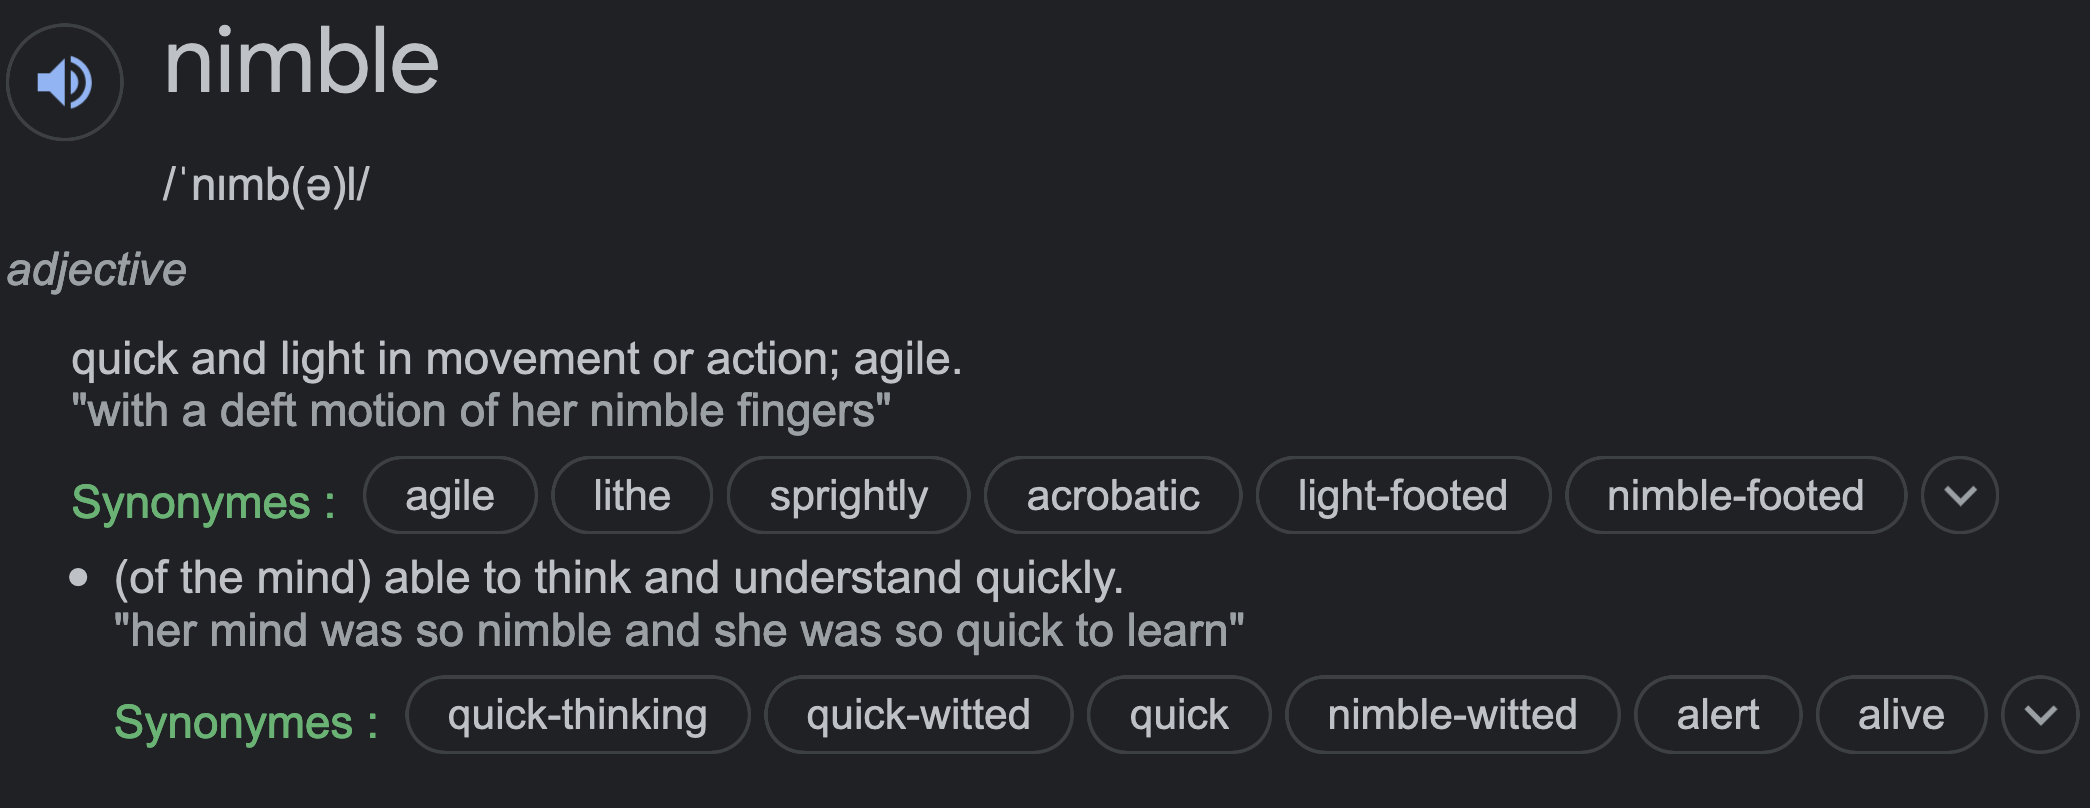 nimble
/ˈnɪmb(ə)l/
adjective
quick and light in movement or action; agile.
"with a deft motion of her nimble fingers"
Synonymes : agile lithe sprightly acrobatic light-footed nimble-footed
• (of the mind) able to think and understand quickly.
"her mind was so nimble and she was so quick to learn"
Synonymes : quick-thinking quick-witted quick nimble-witted alert alive